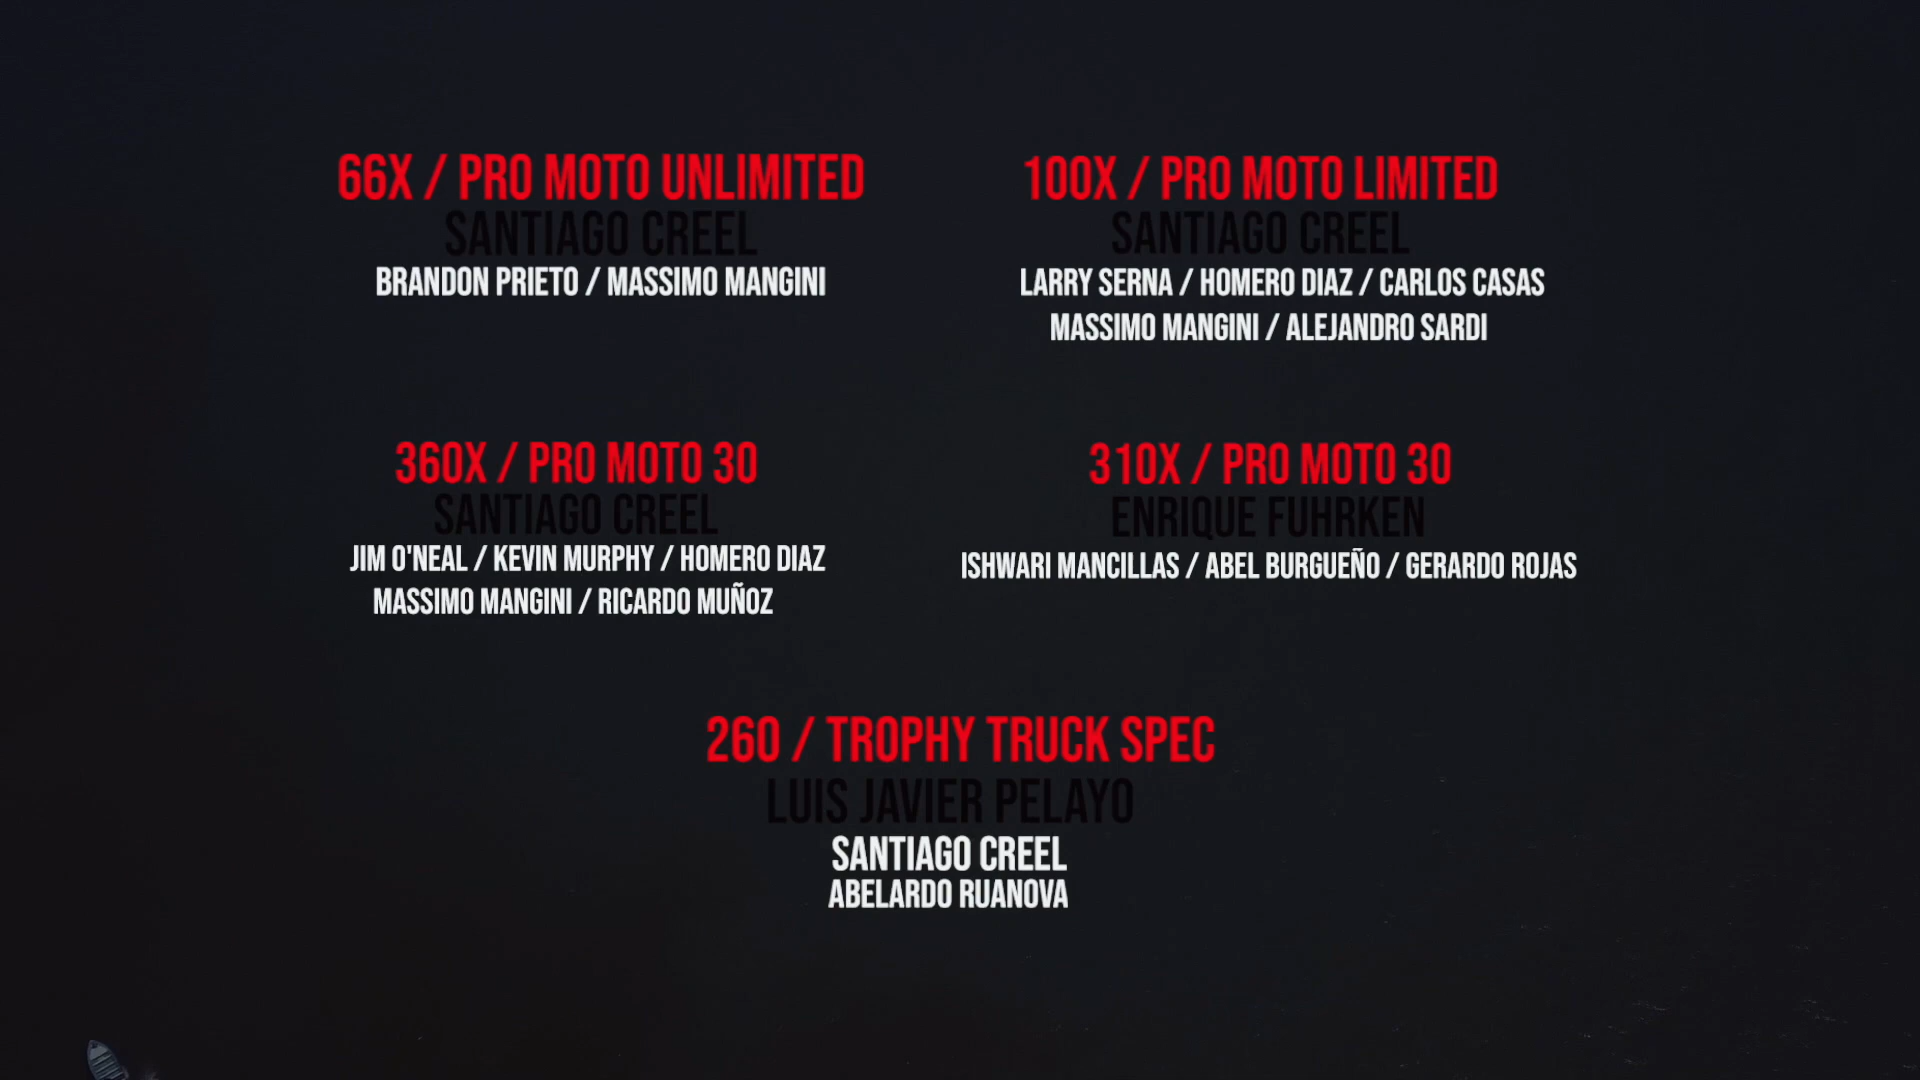 66X / PRO MOTO UNLIMITED
SANTIAGO CREEL
BRANDON PRIETO / MASSIMO MANGINI
100X / PRO MOTO LIMITED
SANTIAGO CREEL
LARRY SERNA / HOMERO DIAZ / CARLOS CASAS
MASSIMO MANGINI / ALEJANDRO SARDI
360X / PRO MOTO 30
SANTIAGO CREEL
JIM O'NEAL / KEVIN MURPHY / HOMERO DIAZ
MASSIMO MANGINI / RICARDO MUÑOZ
310X / PRO MOTO 30
ENRIQUE FUHRKEN
ISHWARI MANCILLAS / ABEL BURGUEÑO / GERARDO ROJAS
260 / TROPHY TRUCK SPEC
LUIS JAVIER PELAYO
SANTIAGO CREEL
ABELARDO RUANOVA